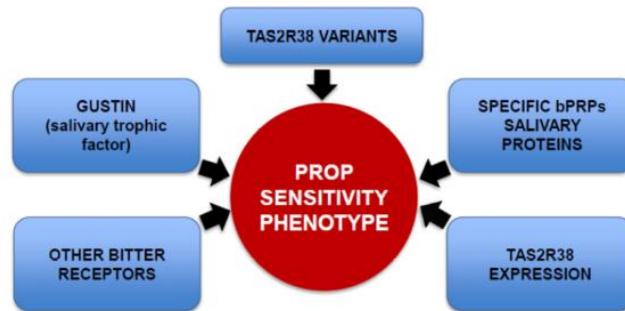 TAS2R38 VARIANTS
GUSTIN
(salivary trophic
factor)
SPECIFIC bPRPs
SALIVARY
PROTEINS
PROP
SENSITIVITY
PHENOTYPE
OTHER BITTER
RECEPTORS
TAS2R38
EXPRESSION